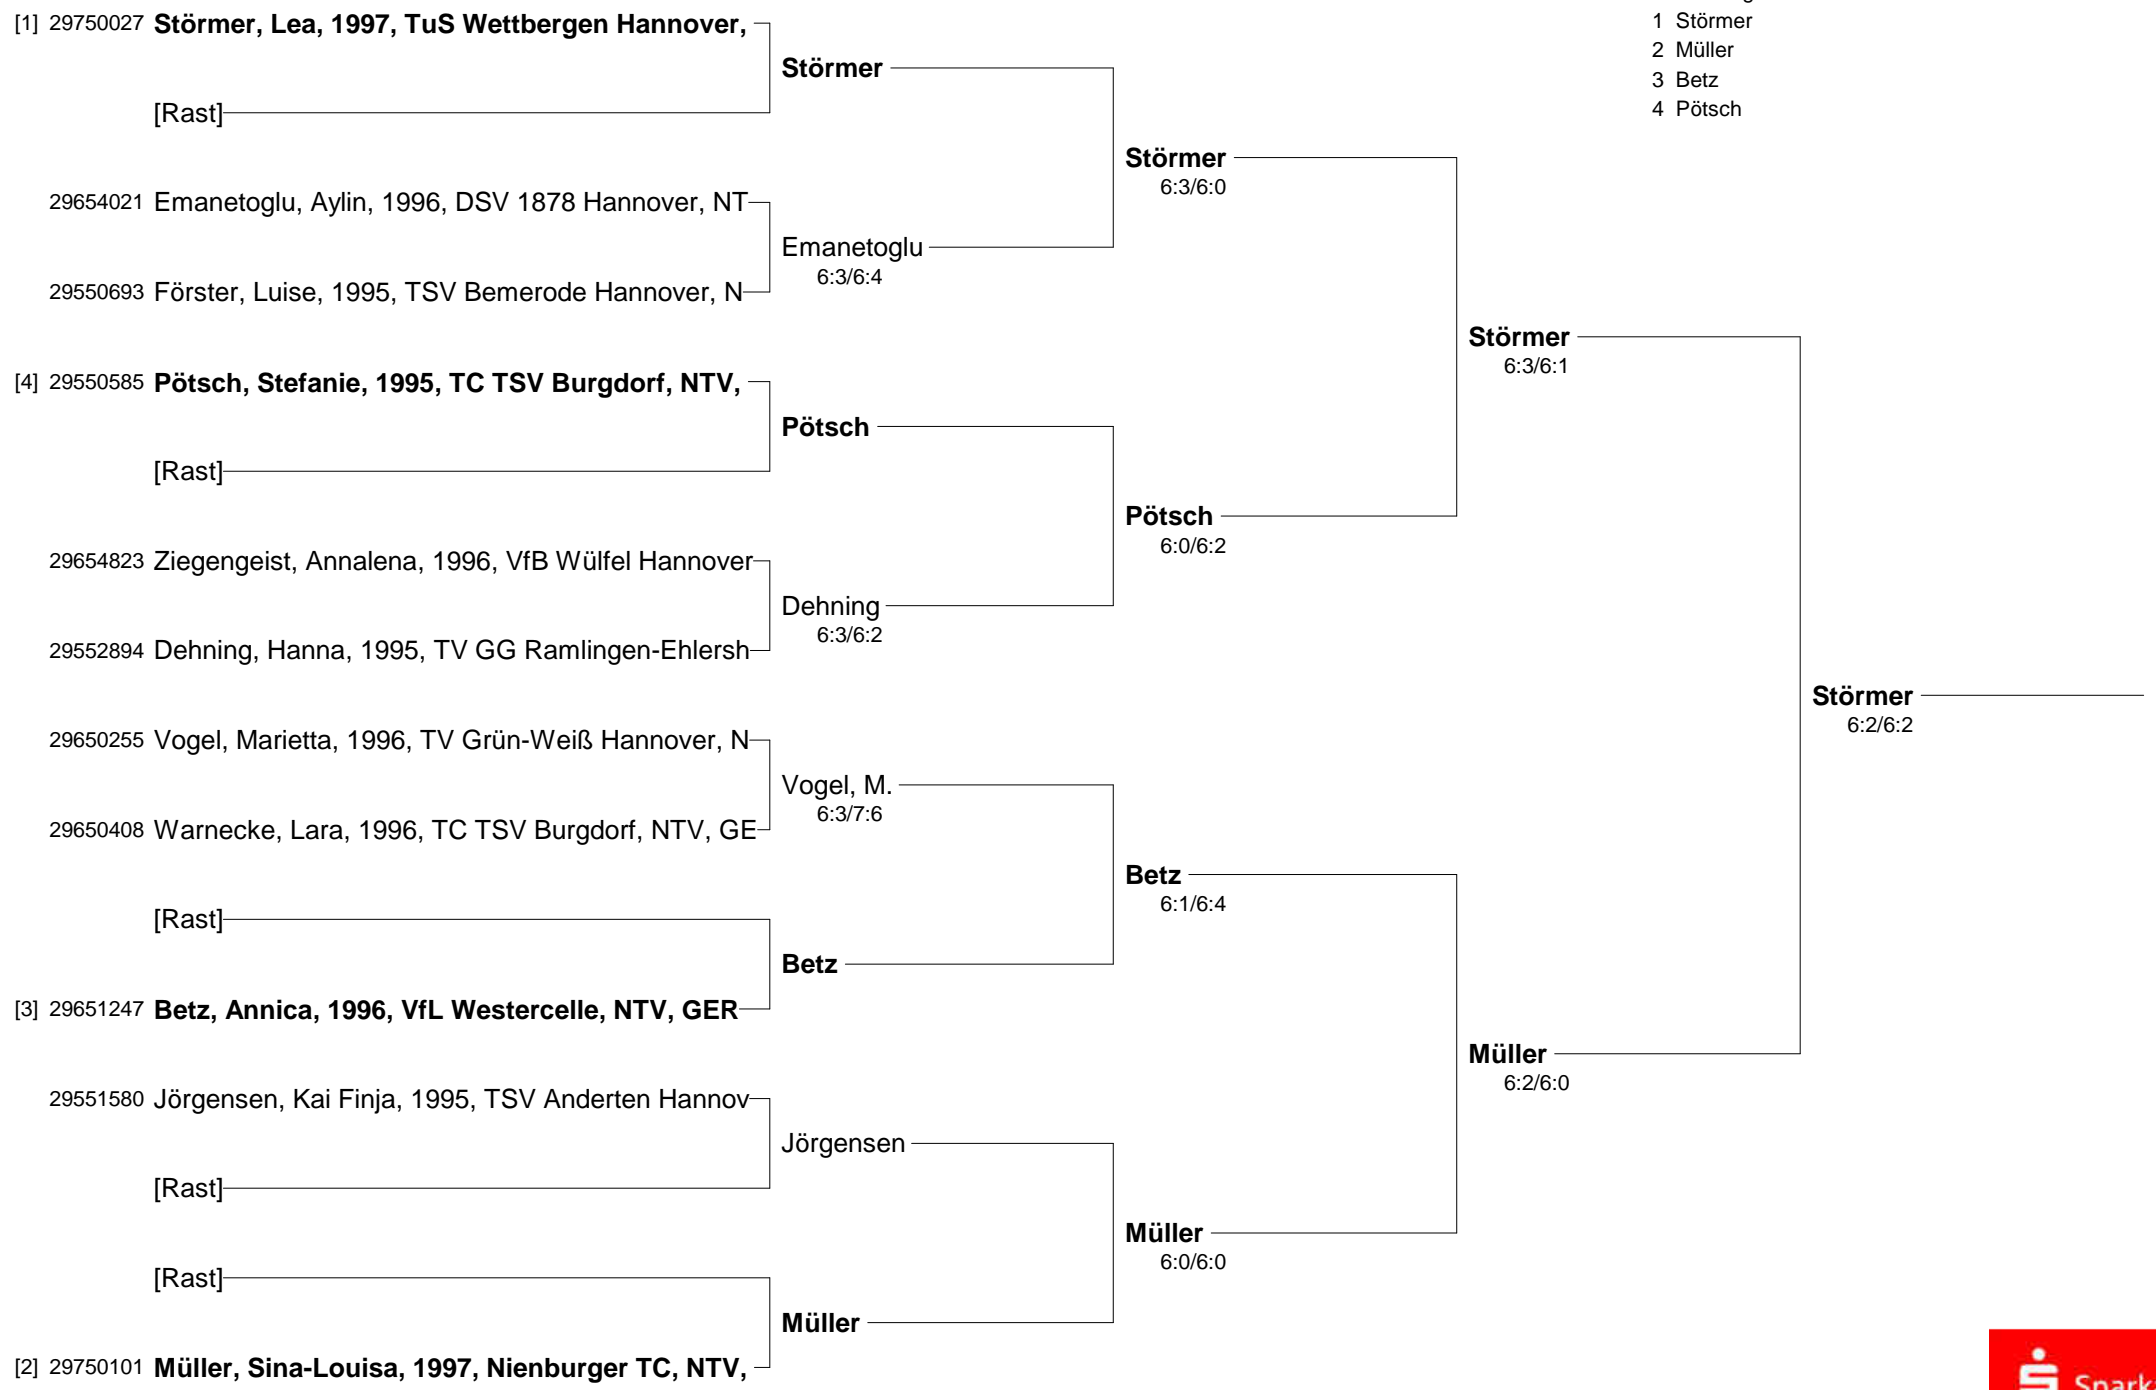 [1] 29750027 Störmer, Lea, 1997, TuS Wettbergen Hannover,
1 Störmer
2 Müller
3 Betz
4 Pötsch
Störmer
[Rast]
Störmer
6:3/6:0
29654021 Emanetoglu, Aylin, 1996, DSV 1878 Hannover, NT
Emanetoglu
6:3/6:4
29550693 Förster, Luise, 1995, TSV Bemerode Hannover, N
Störmer
6:3/6:1
[4] 29550585 Pötsch, Stefanie, 1995, TC TSV Burgdorf, NTV,
Pötsch
[Rast]
Pötsch
6:0/6:2
29654823 Ziegengeist, Annalena, 1996, VfB Wülfel Hannover
Dehning
6:3/6:2
29552894 Dehning, Hanna, 1995, TV GG Ramlingen-Ehlersh
Störmer
6:2/6:2
29650255 Vogel, Marietta, 1996, TV Grün-Weiß Hannover, N
Vogel, M.
6:3/7:6
29650408 Warnecke, Lara, 1996, TC TSV Burgdorf, NTV, GE
Betz
6:1/6:4
[Rast]
Betz
[3] 29651247 Betz, Annica, 1996, VfL Westercelle, NTV, GER
Müller
6:2/6:0
29551580 Jörgensen, Kai Finja, 1995, TSV Anderten Hannov
Jörgensen
[Rast]
Müller
6:0/6:0
[Rast]
Müller
[2] 29750101 Müller, Sina-Louisa, 1997, Nienburger TC, NTV,
Spark